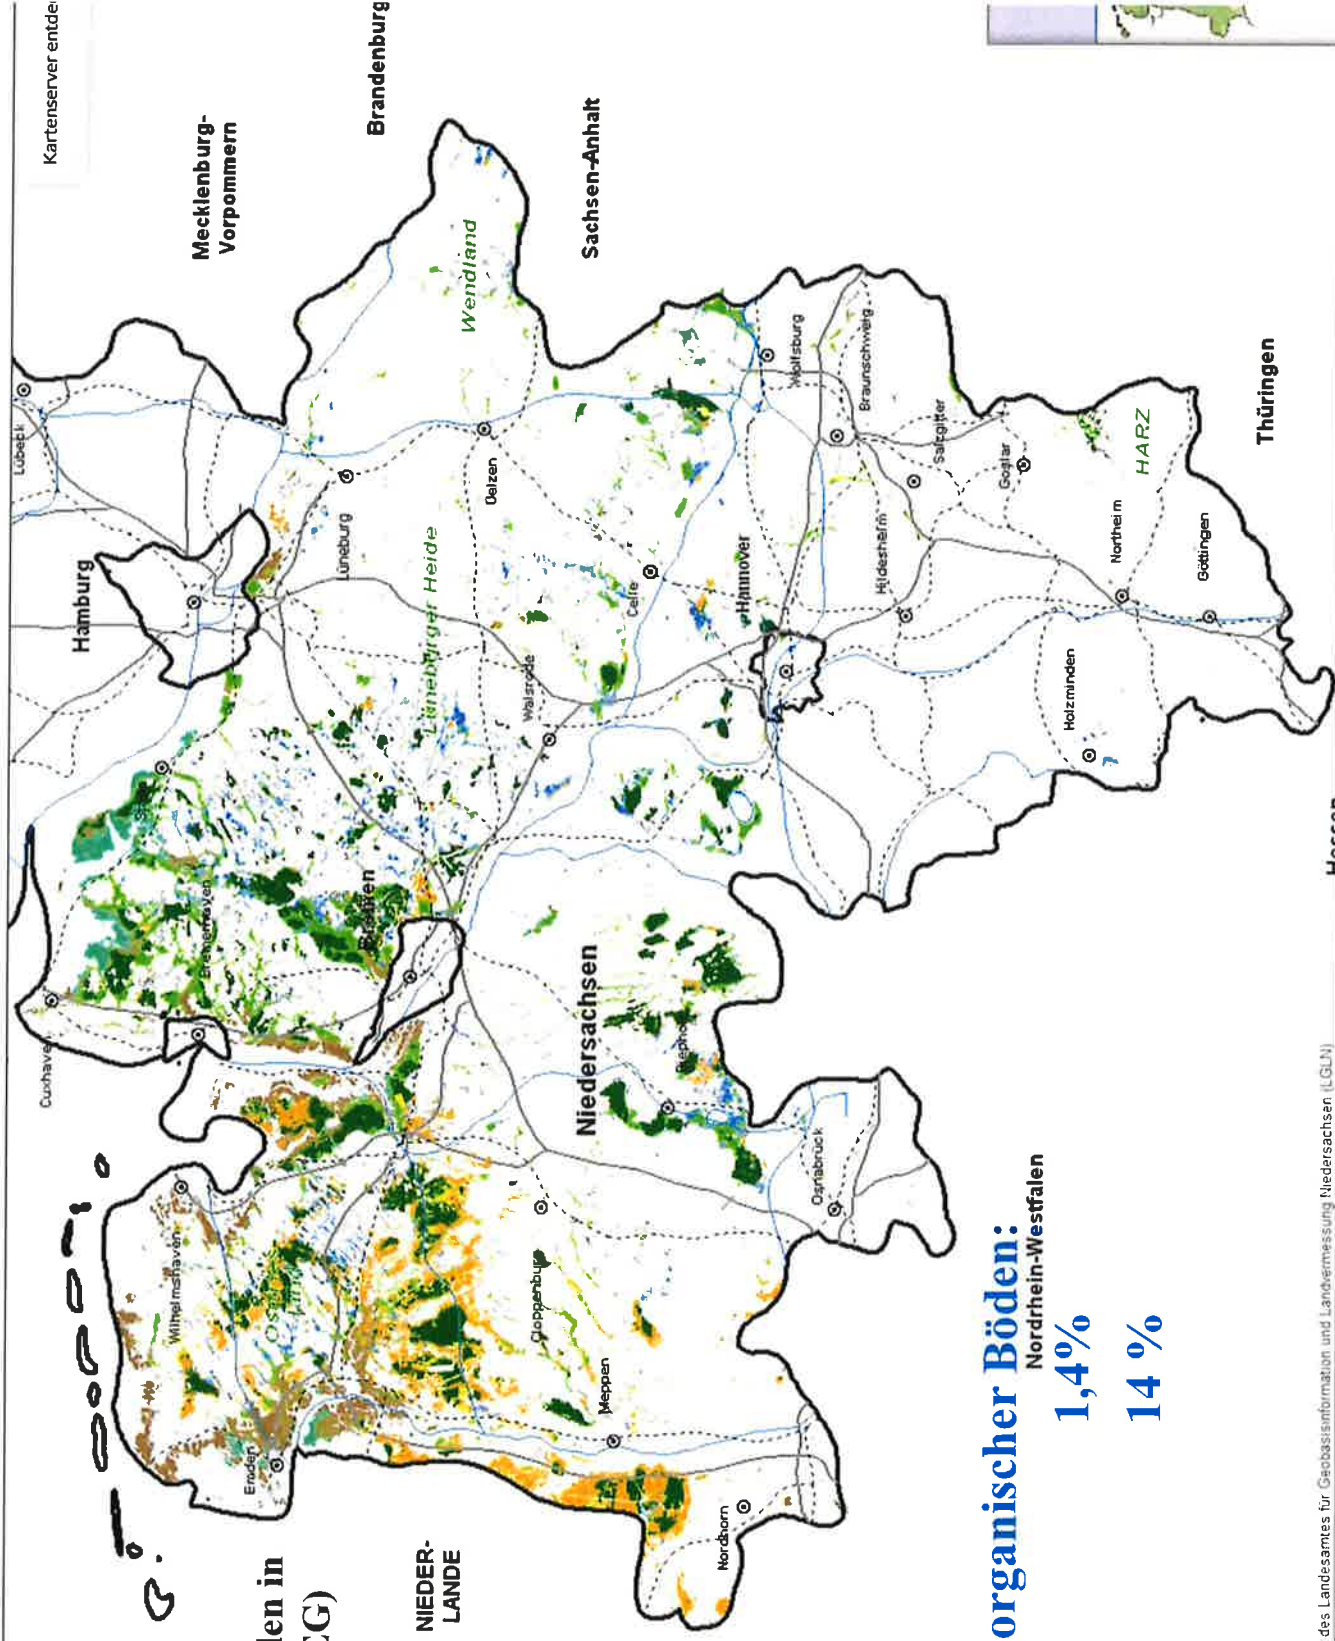 Kartenserver entde
Mecklenburg-
Vorpommern
Brandenburg
Sachsen-Anhalt
Thüringen
Lübeck
Hamburg
Lüneburg
Uelzen
Wendland
Lüneburger Heide
Walsrode
Celle
Hannover
Wolfsburg
Braunschweig
Salzgitter
Hildesheim
Goslar
HARZ
Northeim
Göttingen
Holzminden
Cuxhaven
Bremerhaven
Bremen
Niedersachsen
Wilhelmshaven
Emden
Cloppenburg
Meppen
Nordhorn
Osnabrück
Nordrhein-Westfalen
NIEDER-
LANDE
den in
organischer Böden:
1,4%
14 %
des Landesamtes für Geobasisinformation und Landvermessung Niedersachsen (LGLN)